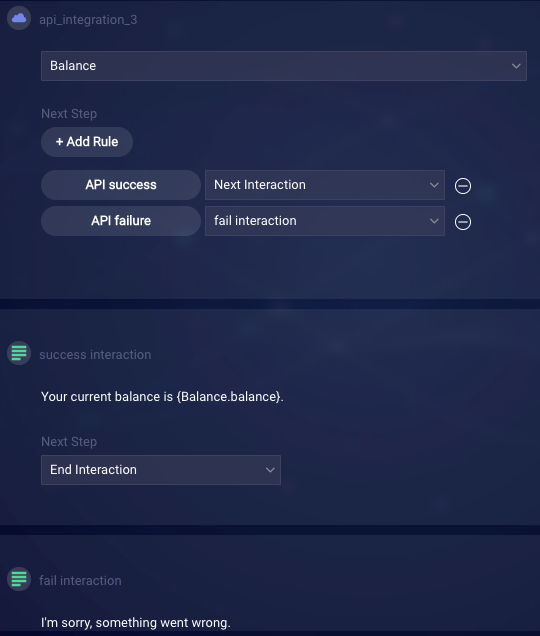 api_integration_3
Balance
Next Step
+ Add Rule
API success Next Interaction
API failure fail interaction
success interaction
Your current balance is {Balance.balance}.
Next Step
End Interaction
fail interaction
I'm sorry, something went wrong.